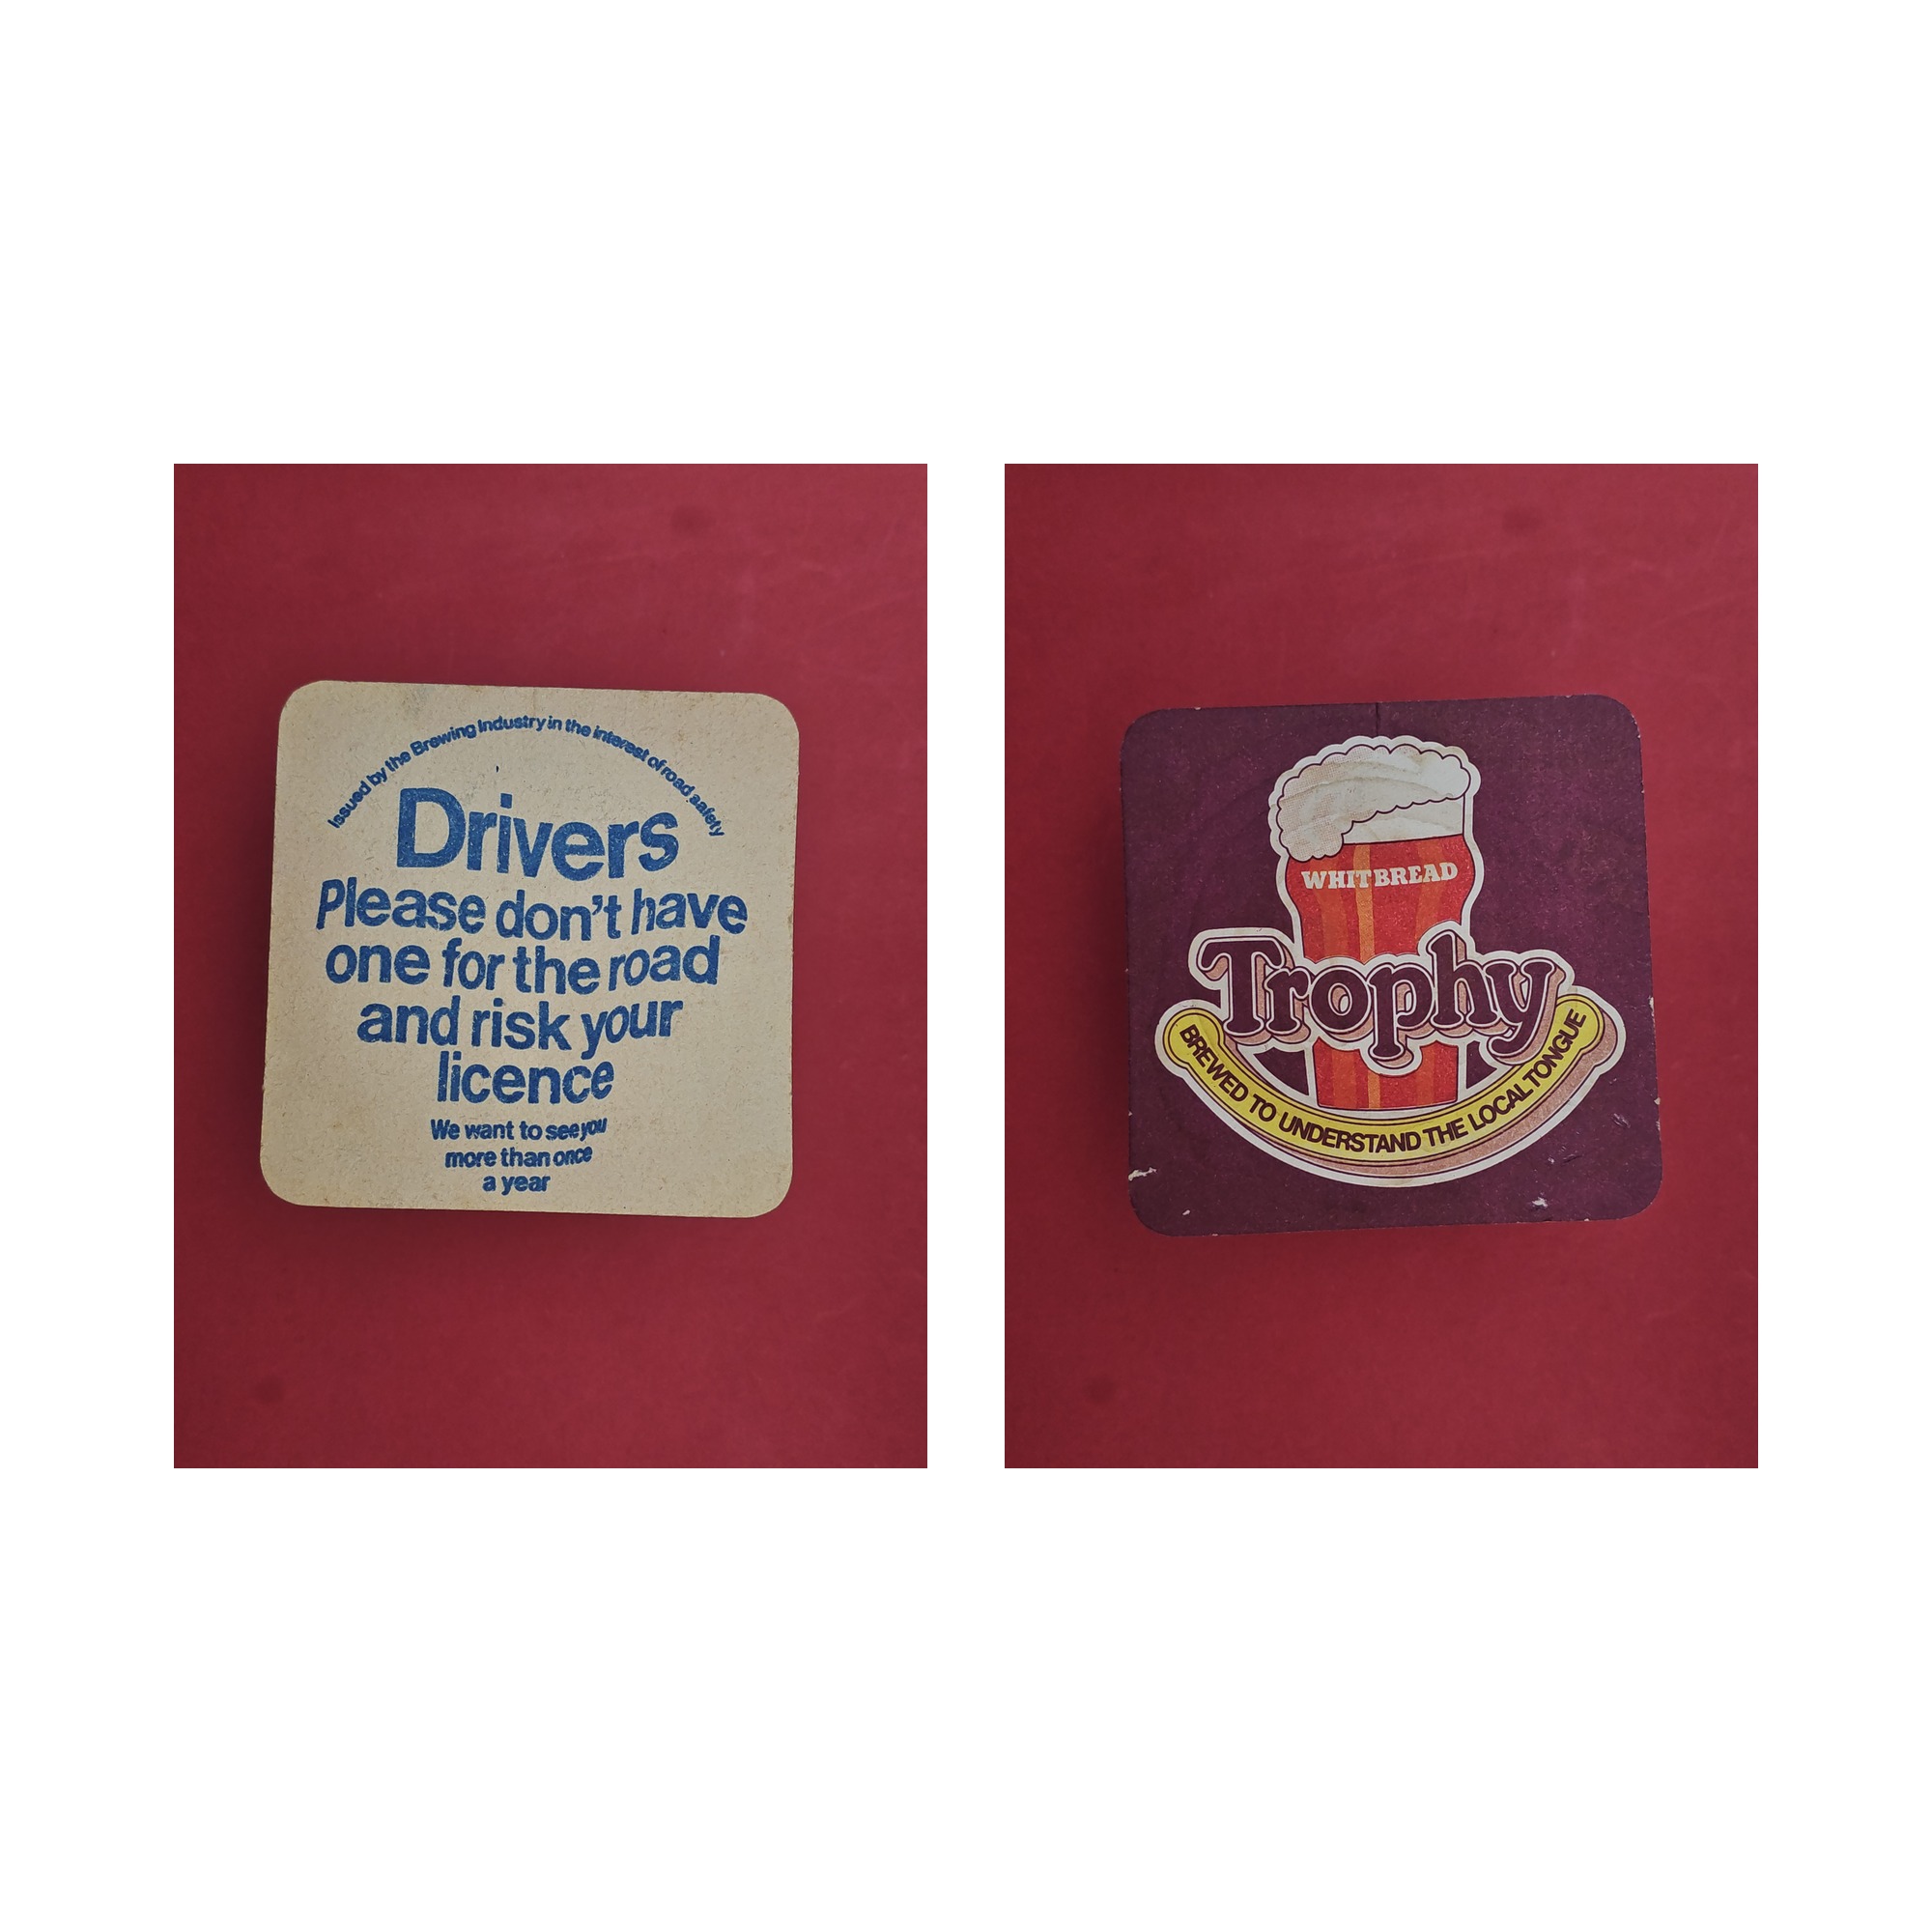 Issued by the Brewing Industry in the interest of road safety
Drivers
Please don't have
one for the road
and risk your
licence
We want to see you
more than once
a year
WHITBREAD
Trophy
BREWED TO UNDERSTAND THE LOCAL TONGUE